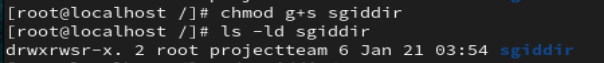 [root@localhost /]# chmod g+s sgiddir
[root@localhost /]# ls -ld sgiddir
drwxrwsr-x. 2 root projectteam 6 Jan 21 03:54 sgiddir